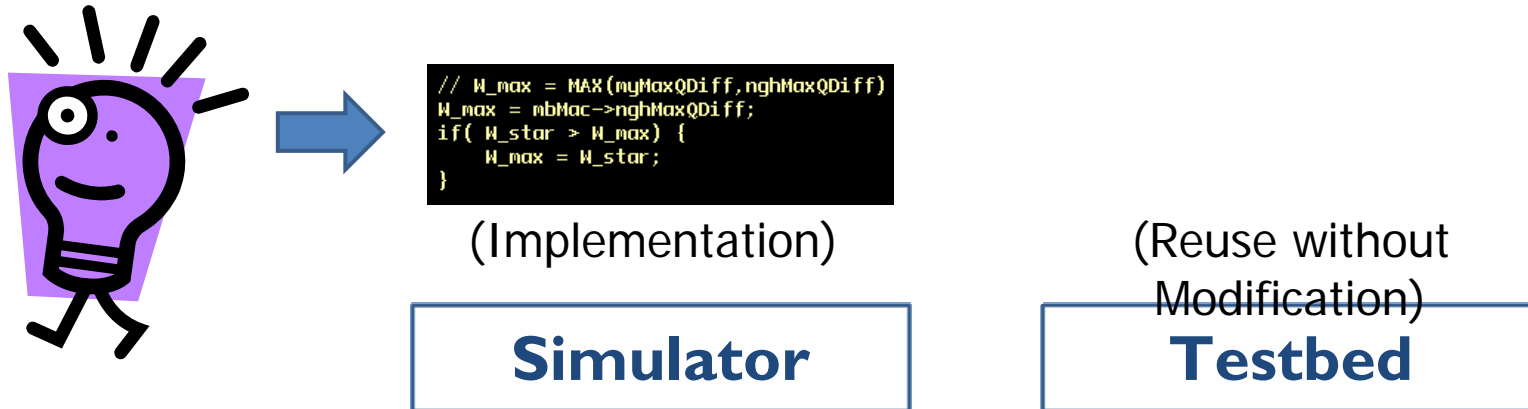 // W_max = MAX(myMaxQDiff,nghMaxQDiff)
W_max = mbMac->nghMaxQDiff;
if( W_star > W_max) {
    W_max = W_star;
}
(Implementation)
(Reuse without
Modification)
Simulator
Testbed